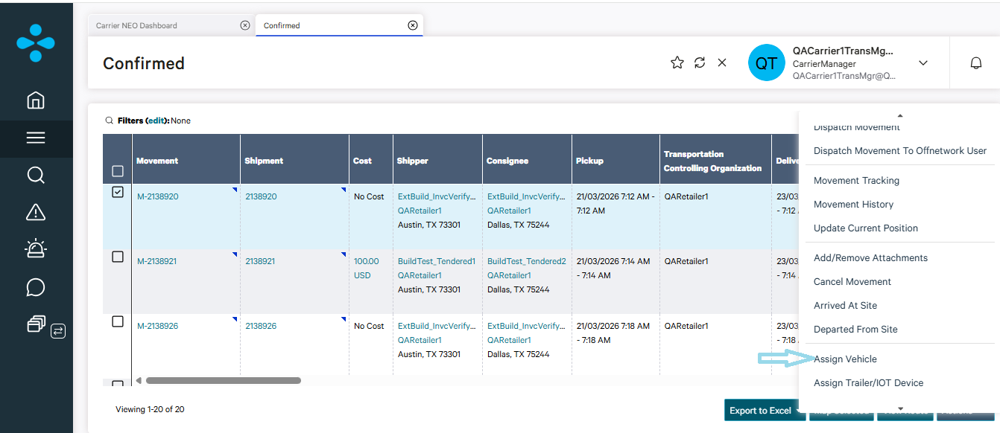 Carrier NEO Dashboard
Confirmed
Confirmed
QT
QACarrier1TransMg...
CarrierManager
QACarrier1TransMgr@Q...
Filters (edit): None
Movement
Shipment
Cost
Shipper
Consignee
Pickup
Transportation
Controlling Organization
M-2138920
2138920
No Cost
ExtBuild_InvcVerify...
QARetailer1
Austin, TX 73301
ExtBuild_InvcVerify...
QARetailer1
Dallas, TX 75244
21/03/2026 7:12 AM -
7:12 AM
QARetailer1
23/03
- 7:12
M-2138921
2138921
100.00
USD
BuildTest_Tendered1
QARetailer1
Austin, TX 73301
BuildTest_Tendered2
QARetailer1
Dallas, TX 75244
21/03/2026 7:14 AM
- 7:14 AM
QARetailer1
23/03
- 7:14
M-2138926
2138926
No Cost
ExtBuild_InvcVerify...
QARetailer1
Austin, TX 73301
ExtBuild_InvcVerify...
QARetailer1
Dallas, TX 75244
21/03/2026 7:18 AM
- 7:18 AM
QARetailer1
23/03
- 7:18
Dispatch Movement
Dispatch Movement To Offnetwork User
Movement Tracking
Movement History
Update Current Position
Add/Remove Attachments
Cancel Movement
Arrived At Site
Departed From Site
Assign Vehicle
Assign Trailer/IOT Device
Viewing 1-20 of 20
Export to Excel